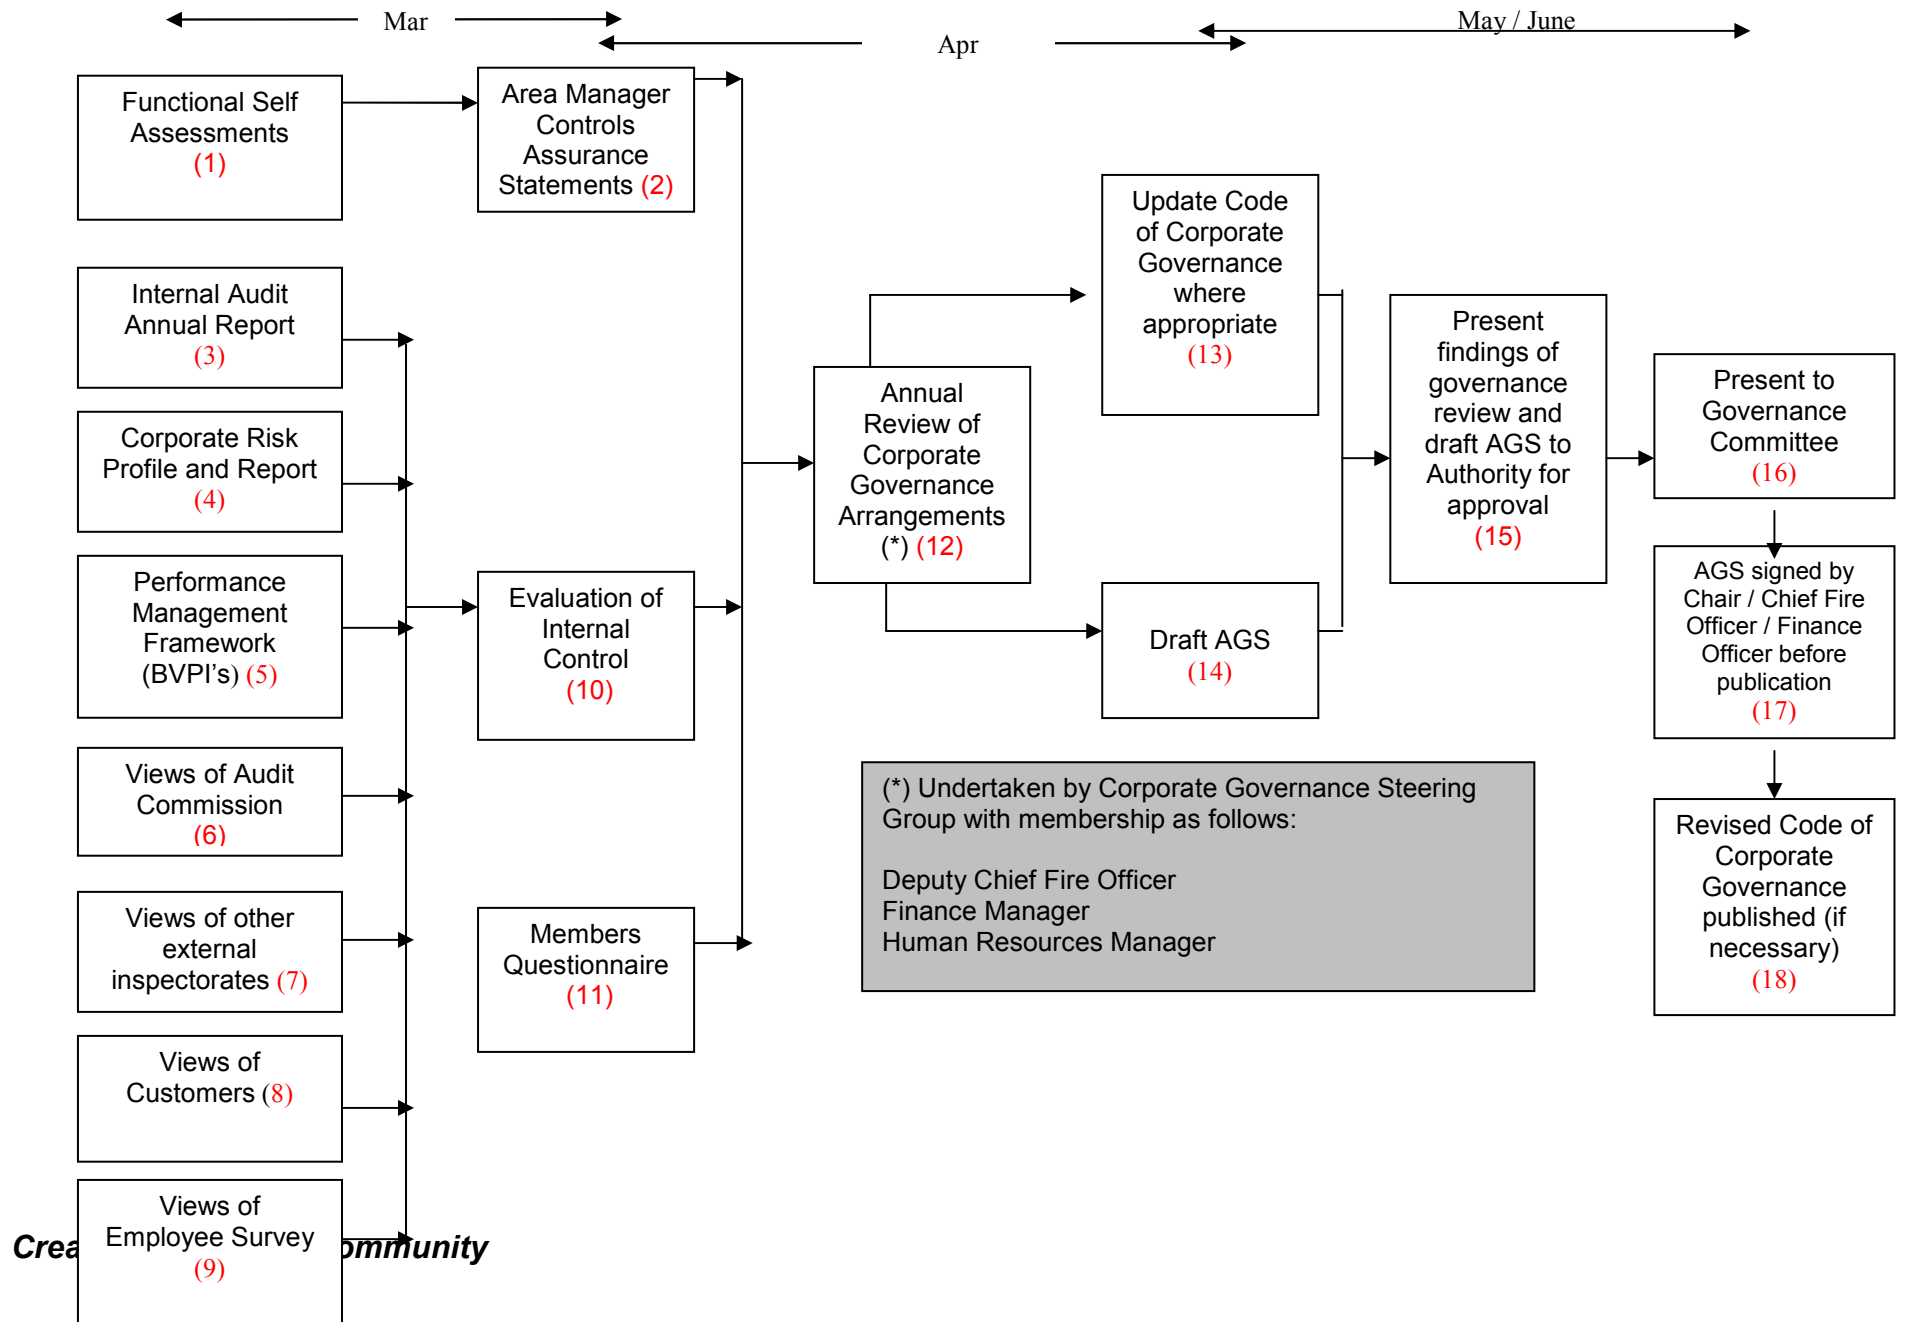 Mar
Apr
May / June
Functional Self
Assessments
(1)
Area Manager
Controls
Assurance
Statements (2)
Internal Audit
Annual Report
(3)
Corporate Risk
Profile and Report
(4)
Performance
Management
Framework
(BVPI's) (5)
Views of Audit
Commission
(6)
Views of other
external
inspectorates (7)
Views of
Customers (8)
Views of
Employee Survey
(9)
Evaluation of
Internal
Control
(10)
Members
Questionnaire
(11)
Annual
Review of
Corporate
Governance
Arrangements
(*) (12)
Update Code
of Corporate
Governance
where
appropriate
(13)
Draft AGS
(14)
Present
findings of
governance
review and
draft AGS to
Authority for
approval
(15)
Present to
Governance
Committee
(16)
AGS signed by
Chair / Chief Fire
Officer / Finance
Officer before
publication
(17)
Revised Code of
Corporate
Governance
published (if
necessary)
(18)
(*) Undertaken by Corporate Governance Steering
Group with membership as follows:
Deputy Chief Fire Officer
Finance Manager
Human Resources Manager